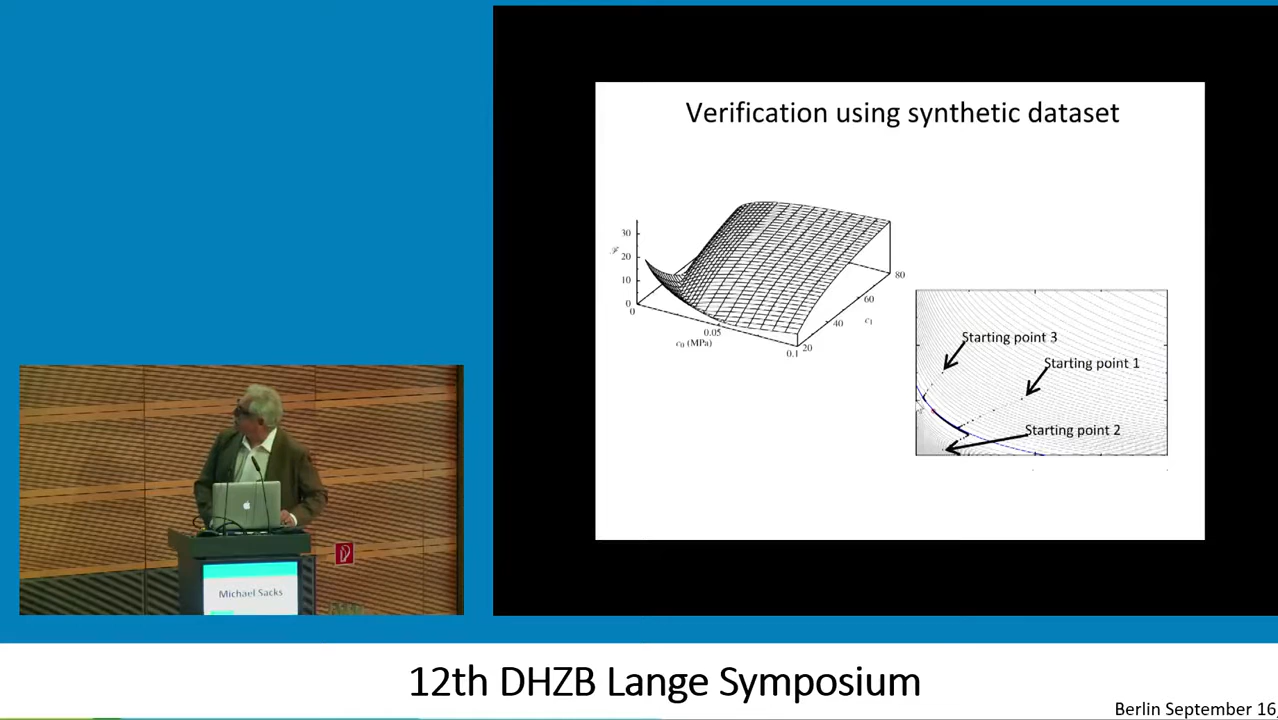 Verification using synthetic dataset
30
20
10
0
0
0.05
c₀ (MPa)
0.1
20
40
c₁
60
80
Starting point 3
Starting point 1
Starting point 2
Michael Sacks
12th DHZB Lange Symposium
Berlin September 16,